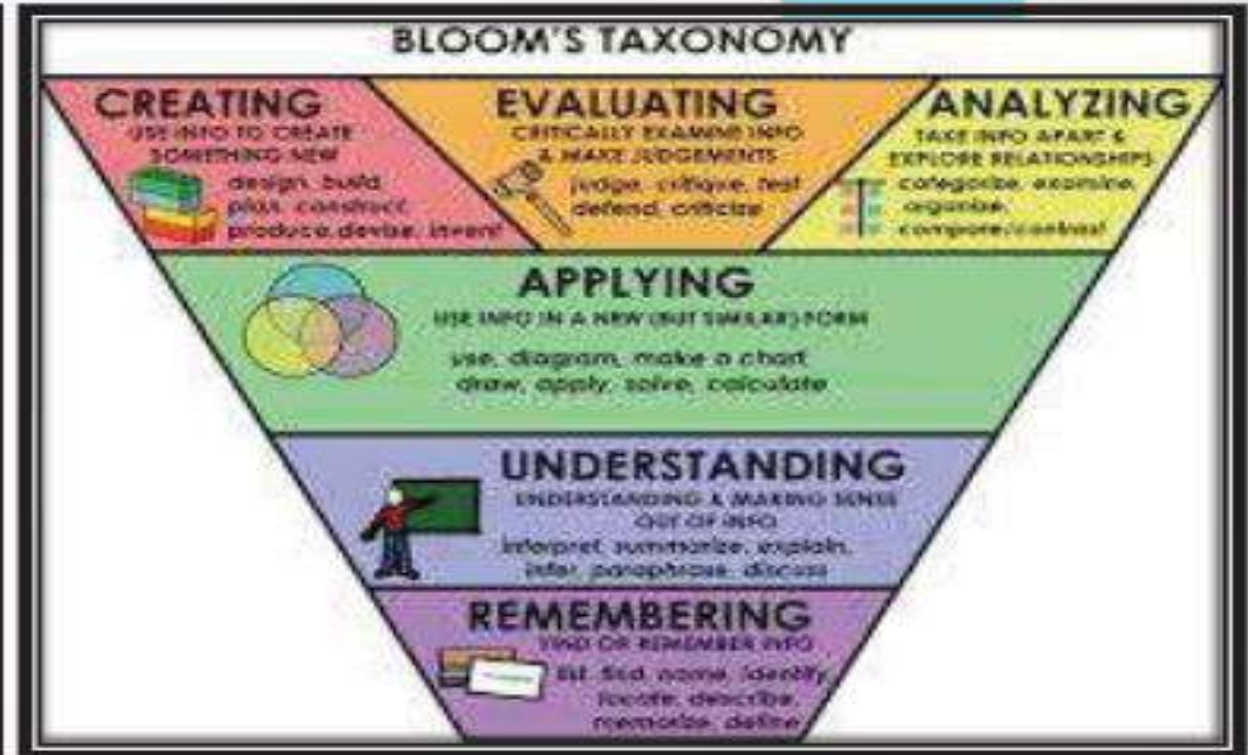 BLOOM'S TAXONOMY
CREATING
USE INFO TO CREATE
SOMETHING NEW
design, build,
plan, construct,
produce, devise, invent
EVALUATING
CRITICALLY EXAMINE INFO
& MAKE JUDGEMENTS
judge, critique, test
defend, criticize
ANALYZING
TAKE INFO APART &
EXPLORE RELATIONSHIPS
categorize, examine,
organize,
compare/contrast
APPLYING
USE INFO IN A NEW (BUT SIMILAR) FORM
use, diagram, make a chart
draw, apply, solve, calculate
UNDERSTANDING
UNDERSTANDING & MAKING SENSE
OUT OF INFO
interpret, summarize, explain,
infer, paraphrase, discuss
REMEMBERING
FIND OR REMEMBER INFO
list, find, name, identify,
locate, describe,
memorize, define